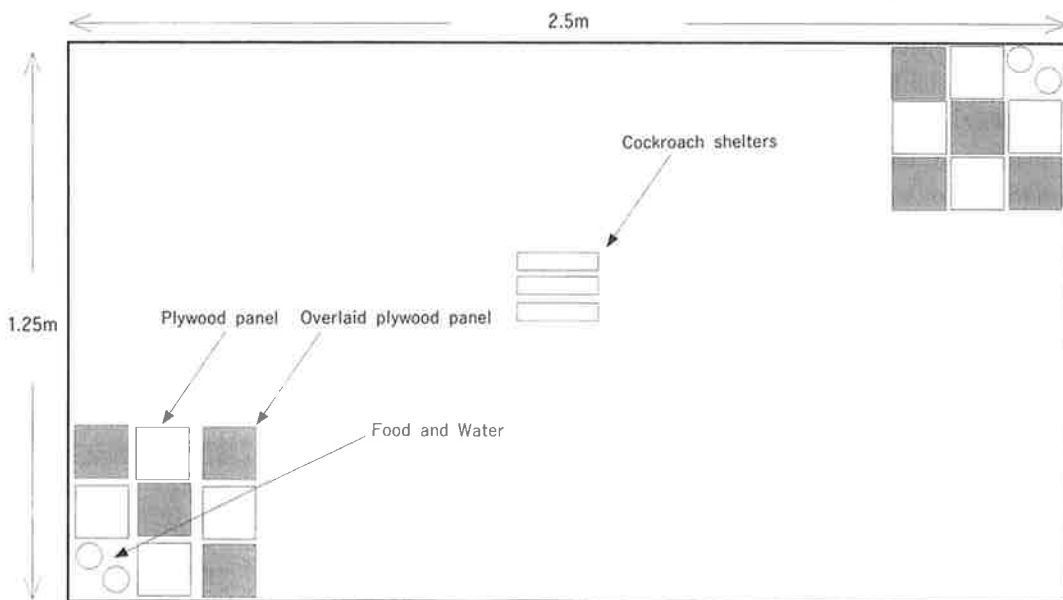 2.5m
Cockroach shelters
1.25m
Plywood panel Overlaid plywood panel
Food and Water